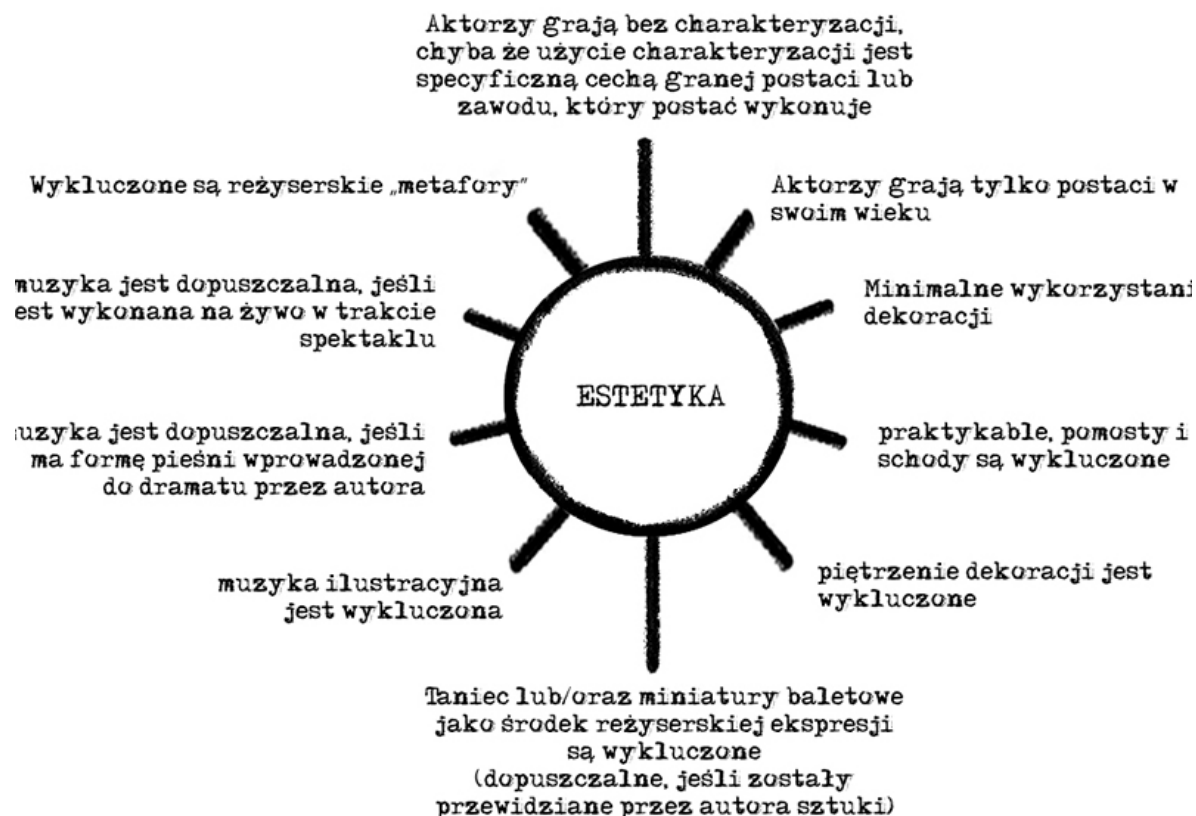 Aktorzy grają bez charakteryzacji,
chyba że użycie charakteryzacji jest
specyficzną cechą granej postaci lub
zawodu, który postać wykonuje
Wykluczone są reżyserskie „metafory”
Aktorzy grają tylko postaci w
swoim wieku
muzyka jest dopuszczalna, jeśli
est wykonana na żywo w trakcie
spektaklu
Minimalne wykorzystani
dekoracji
ESTETYKA
uzyka jest dopuszczalna, jeśli
ma formę pieśni wprowadzonej
do dramatu przez autora
praktykable, pomosty i
schody są wykluczone
muzyka ilustracyjna
jest wykluczona
piętrzenie dekoracji jest
wykluczone
Taniec lub/oraz miniatury baletowe
jako środek reżyserskiej ekspresji
są wykluczone
(dopuszczalne, jeśli zostały
przewidziane przez autora sztuki)